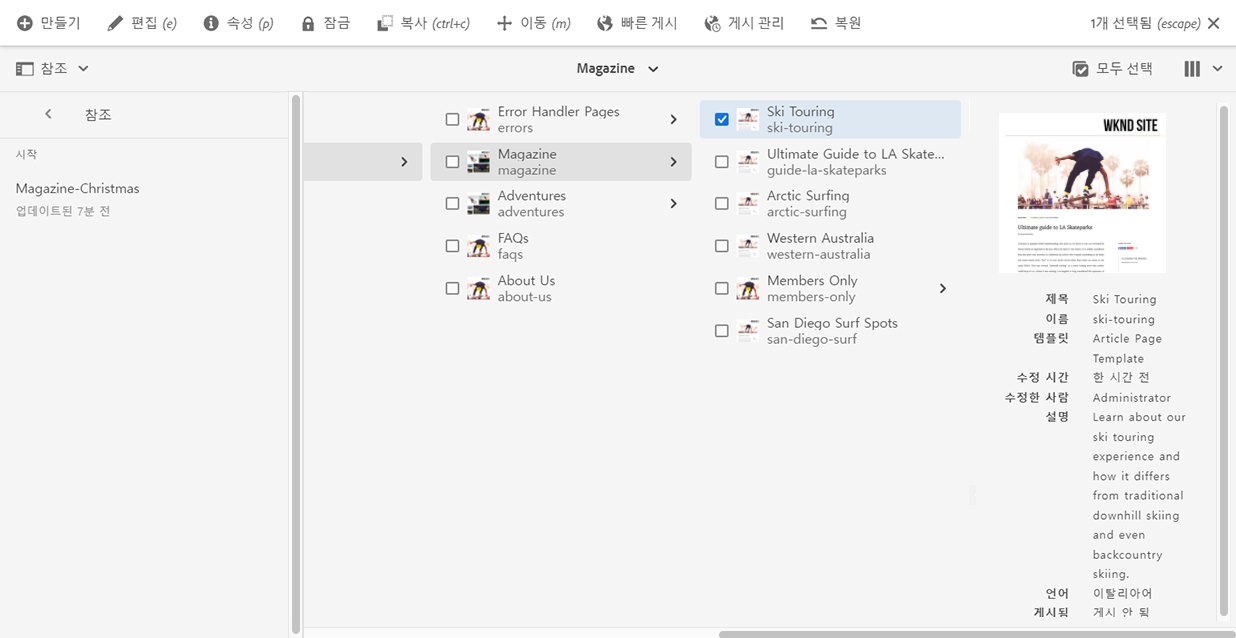 만들기 편집 (e) 속성 (p) 잠금 복사 (ctrl+c) 이동 (m) 빠른 게시 게시 관리 복원 1개 선택됨 (escape)
참조 Magazine 모두 선택
참조
시작
Magazine-Christmas
업데이트된 7분 전
Error Handler Pages
errors
Magazine
magazine
Adventures
adventures
FAQs
faqs
About Us
about-us
Ski Touring
ski-touring
Ultimate Guide to LA Skate...
guide-la-skateparks
Arctic Surfing
arctic-surfing
Western Australia
western-australia
Members Only
members-only
San Diego Surf Spots
san-diego-surf
WKND SITE
Ultimate guide to LA Skateparks
제목 Ski Touring
이름 ski-touring
템플릿 Article Page
Template
수정 시간 한 시간 전
수정한 사람 Administrator
설명 Learn about our
ski touring
experience and
how it differs
from traditional
downhill skiing
and even
backcountry
skiing.
언어 이탈리아어
게시됨 게시 안 됨